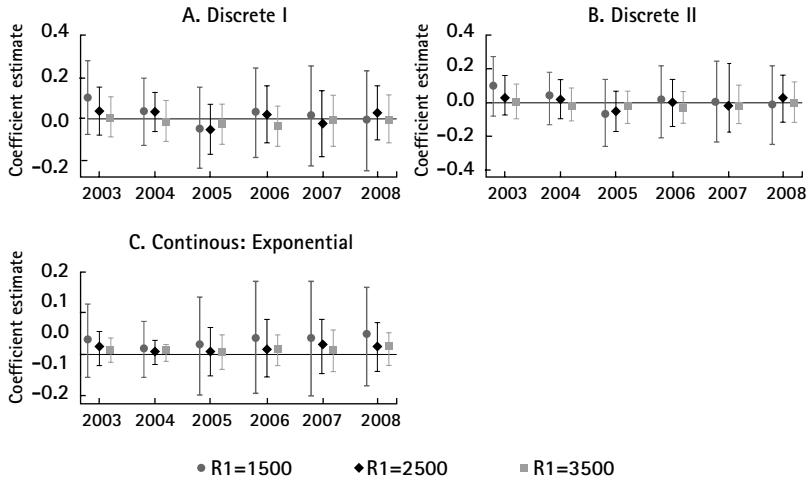 A. Discrete I
Coefficient estimate
0.4
0.2
0.0
−0.2
2003 2004 2005 2006 2007 2008
B. Discrete II
Coefficient estimate
0.4
0.2
0.0
−0.2
−0.4
2003 2004 2005 2006 2007 2008
C. Continous: Exponential
Coefficient estimate
0.2
0.1
0.0
−0.1
−0.2
2003 2004 2005 2006 2007 2008
R1=1500 R1=2500 R1=3500